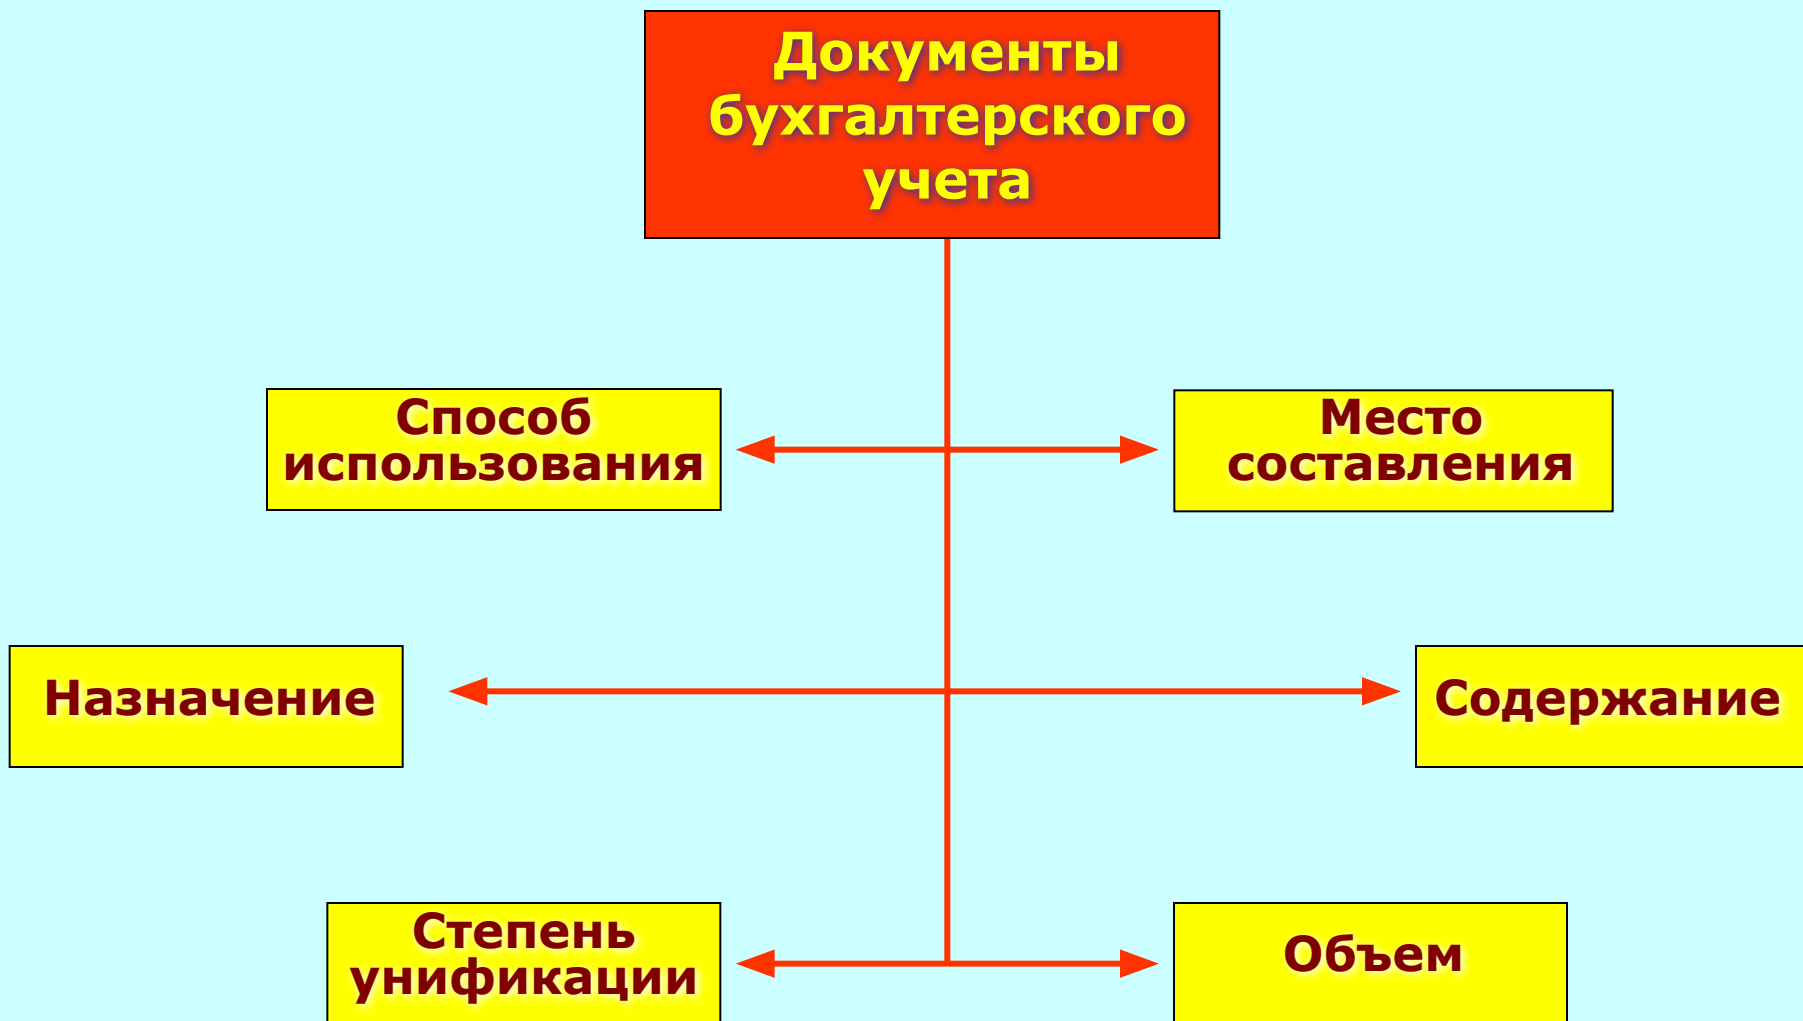 Документы
бухгалтерского
учета
Способ
использования
Место
составления
Назначение
Содержание
Степень
унификации
Объем